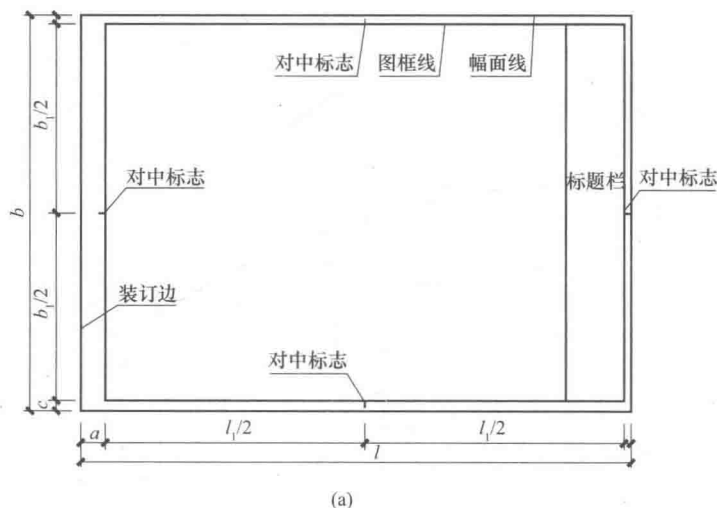 对中标志 图框线 幅面线
b₁/2
对中标志
标题栏 对中标志
b
b₁/2
装订边
对中标志
c
a
l₁/2 l₁/2
l
(a)